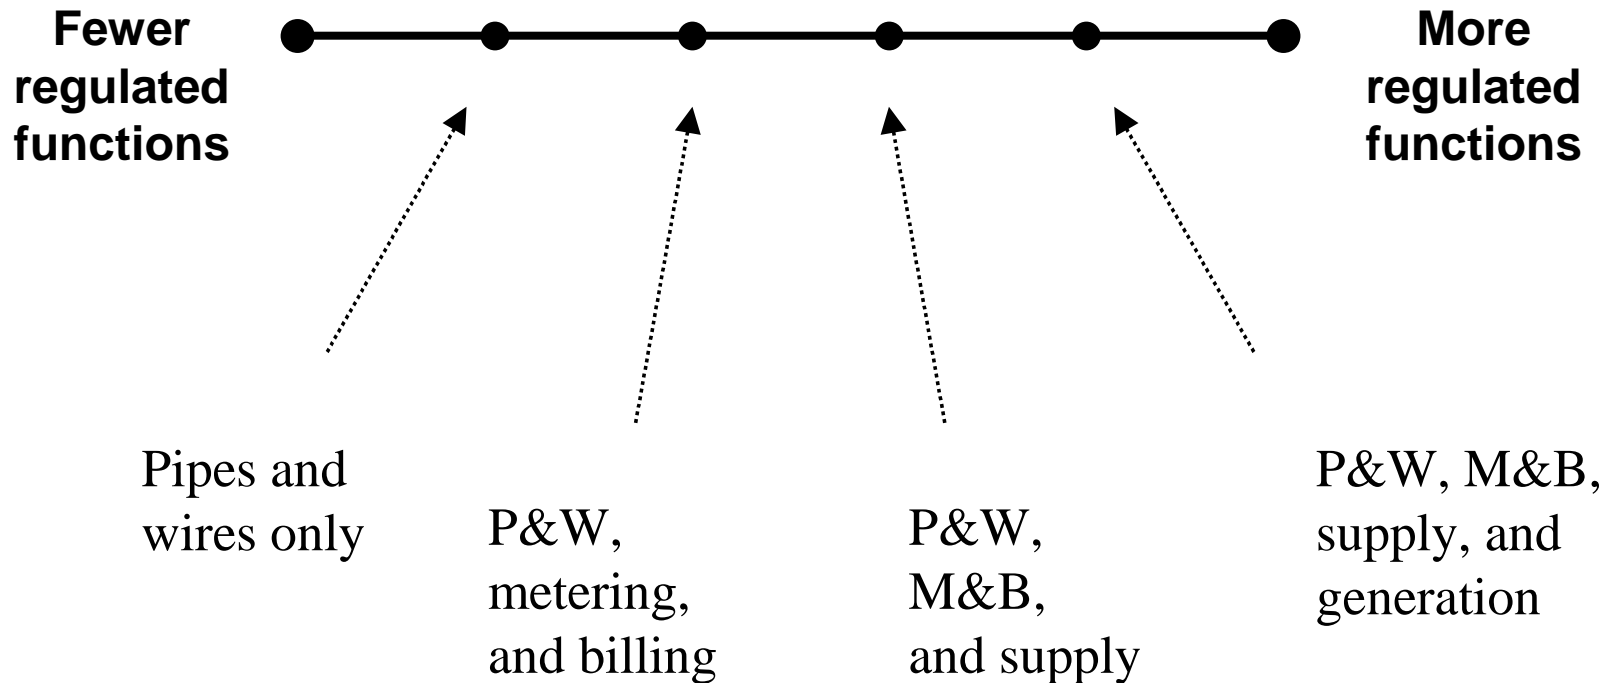 Fewer
regulated
functions
More
regulated
functions
Pipes and
wires only
P&W,
metering,
and billing
P&W,
M&B,
and supply
P&W, M&B,
supply, and
generation